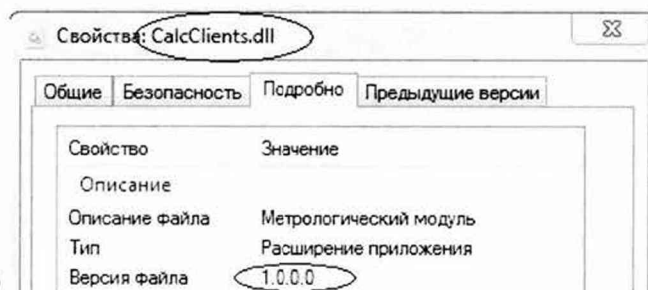 Свойства: CalcClients.dll
Общие Безопасность Подробно Предыдущие версии
Свойство Значение
Описание
Описание файла Метрологический модуль
Тип Расширение приложения
Версия файла 1.0.0.0